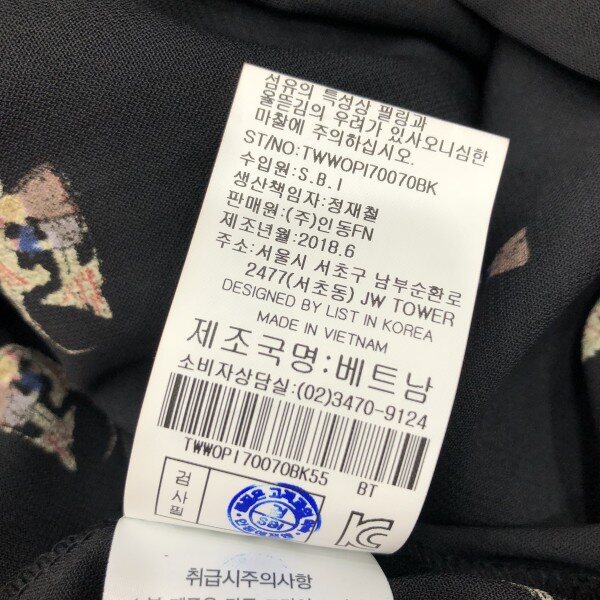 섬유의 특성상 필링과
올뜯김의 우려가 있사오니심한
마찰에 주의하십시오.
ST/NO:TWWOPI70070BK
수입원:S.B.I
생산책임자:정재철
판매원:(주)인동FN
제조년월:2018.6
주소:서울시 서초구 남부순환로
2477(서초동) JW TOWER
DESIGNED BY LIST IN KOREA
MADE IN VIETNAM
제조국명:베트남
소비자상담실:(02)3470-9124
TWWOPI70070BK55 BT
검사필
SBI
취급시주의사항